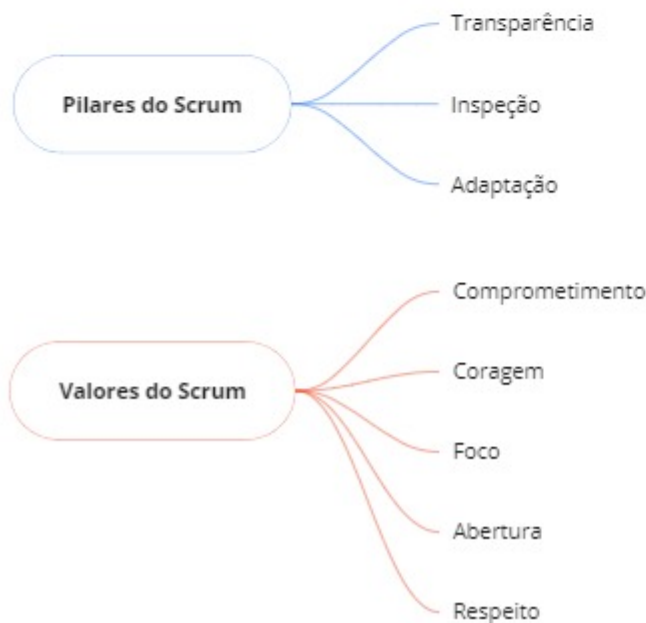 Pilares do Scrum
Transparência
Inspeção
Adaptação
Valores do Scrum
Comprometimento
Coragem
Foco
Abertura
Respeito